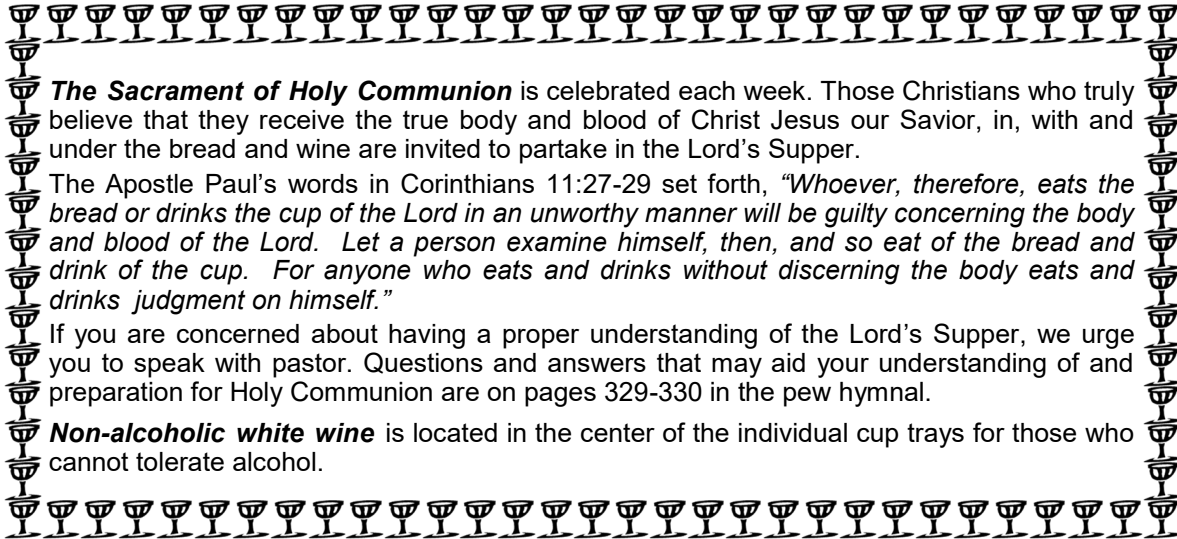 The Sacrament of Holy Communion is celebrated each week. Those Christians who truly
believe that they receive the true body and blood of Christ Jesus our Savior, in, with and
under the bread and wine are invited to partake in the Lord’s Supper.
The Apostle Paul’s words in Corinthians 11:27-29 set forth, “Whoever, therefore, eats the
bread or drinks the cup of the Lord in an unworthy manner will be guilty concerning the body
and blood of the Lord.  Let a person examine himself, then, and so eat of the bread and
drink of the cup.  For anyone who eats and drinks without discerning the body eats and
drinks  judgment on himself.”
If you are concerned about having a proper understanding of the Lord’s Supper, we urge
you to speak with pastor. Questions and answers that may aid your understanding of and
preparation for Holy Communion are on pages 329-330 in the pew hymnal.
Non-alcoholic white wine is located in the center of the individual cup trays for those who
cannot tolerate alcohol.